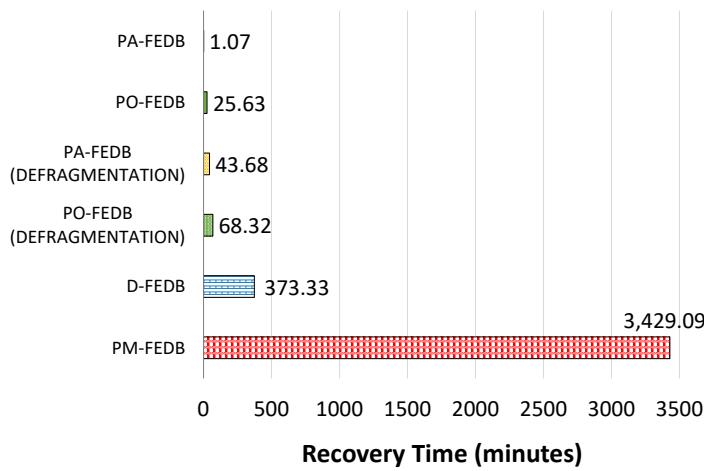 PA-FEDB
1.07
PO-FEDB
25.63
PA-FEDB
(DEFRAGMENTATION)
43.68
PO-FEDB
(DEFRAGMENTATION)
68.32
D-FEDB
373.33
PM-FEDB
3,429.09
0 500 1000 1500 2000 2500 3000 3500
Recovery Time (minutes)